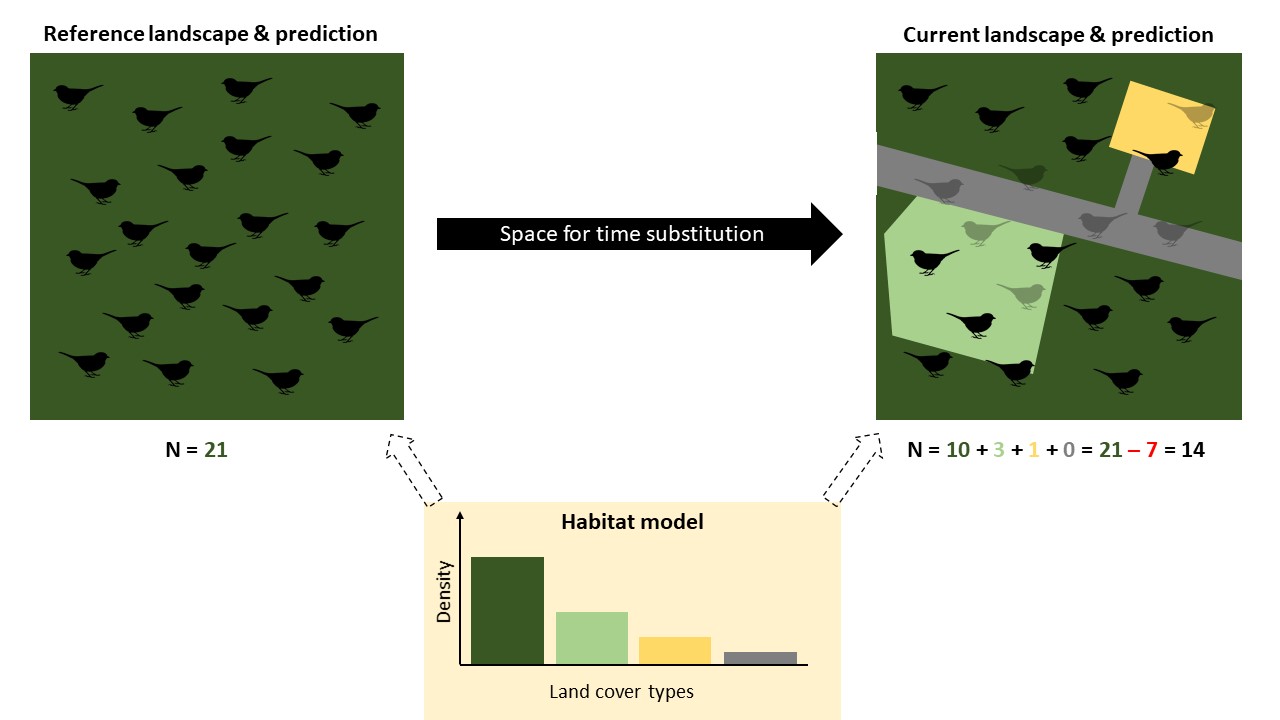 Reference landscape & prediction
Current landscape & prediction
Space for time substitution
N = 21
N = 10 + 3 + 1 + 0 = 21 – 7 = 14
Habitat model
Density
Land cover types